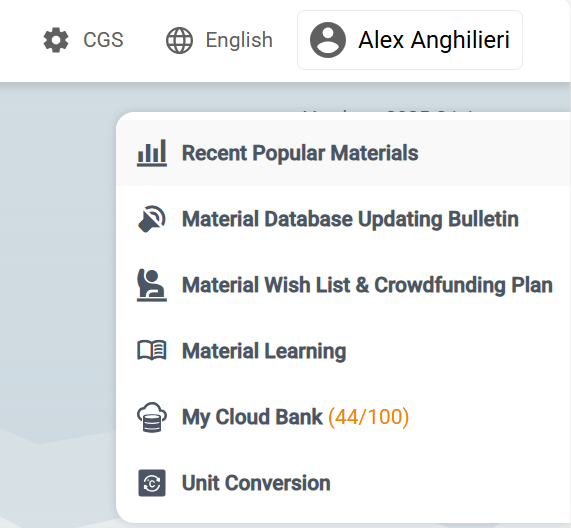 CGS
English
Alex Anghilieri
Recent Popular Materials
Material Database Updating Bulletin
Material Wish List & Crowdfunding Plan
Material Learning
My Cloud Bank (44/100)
Unit Conversion